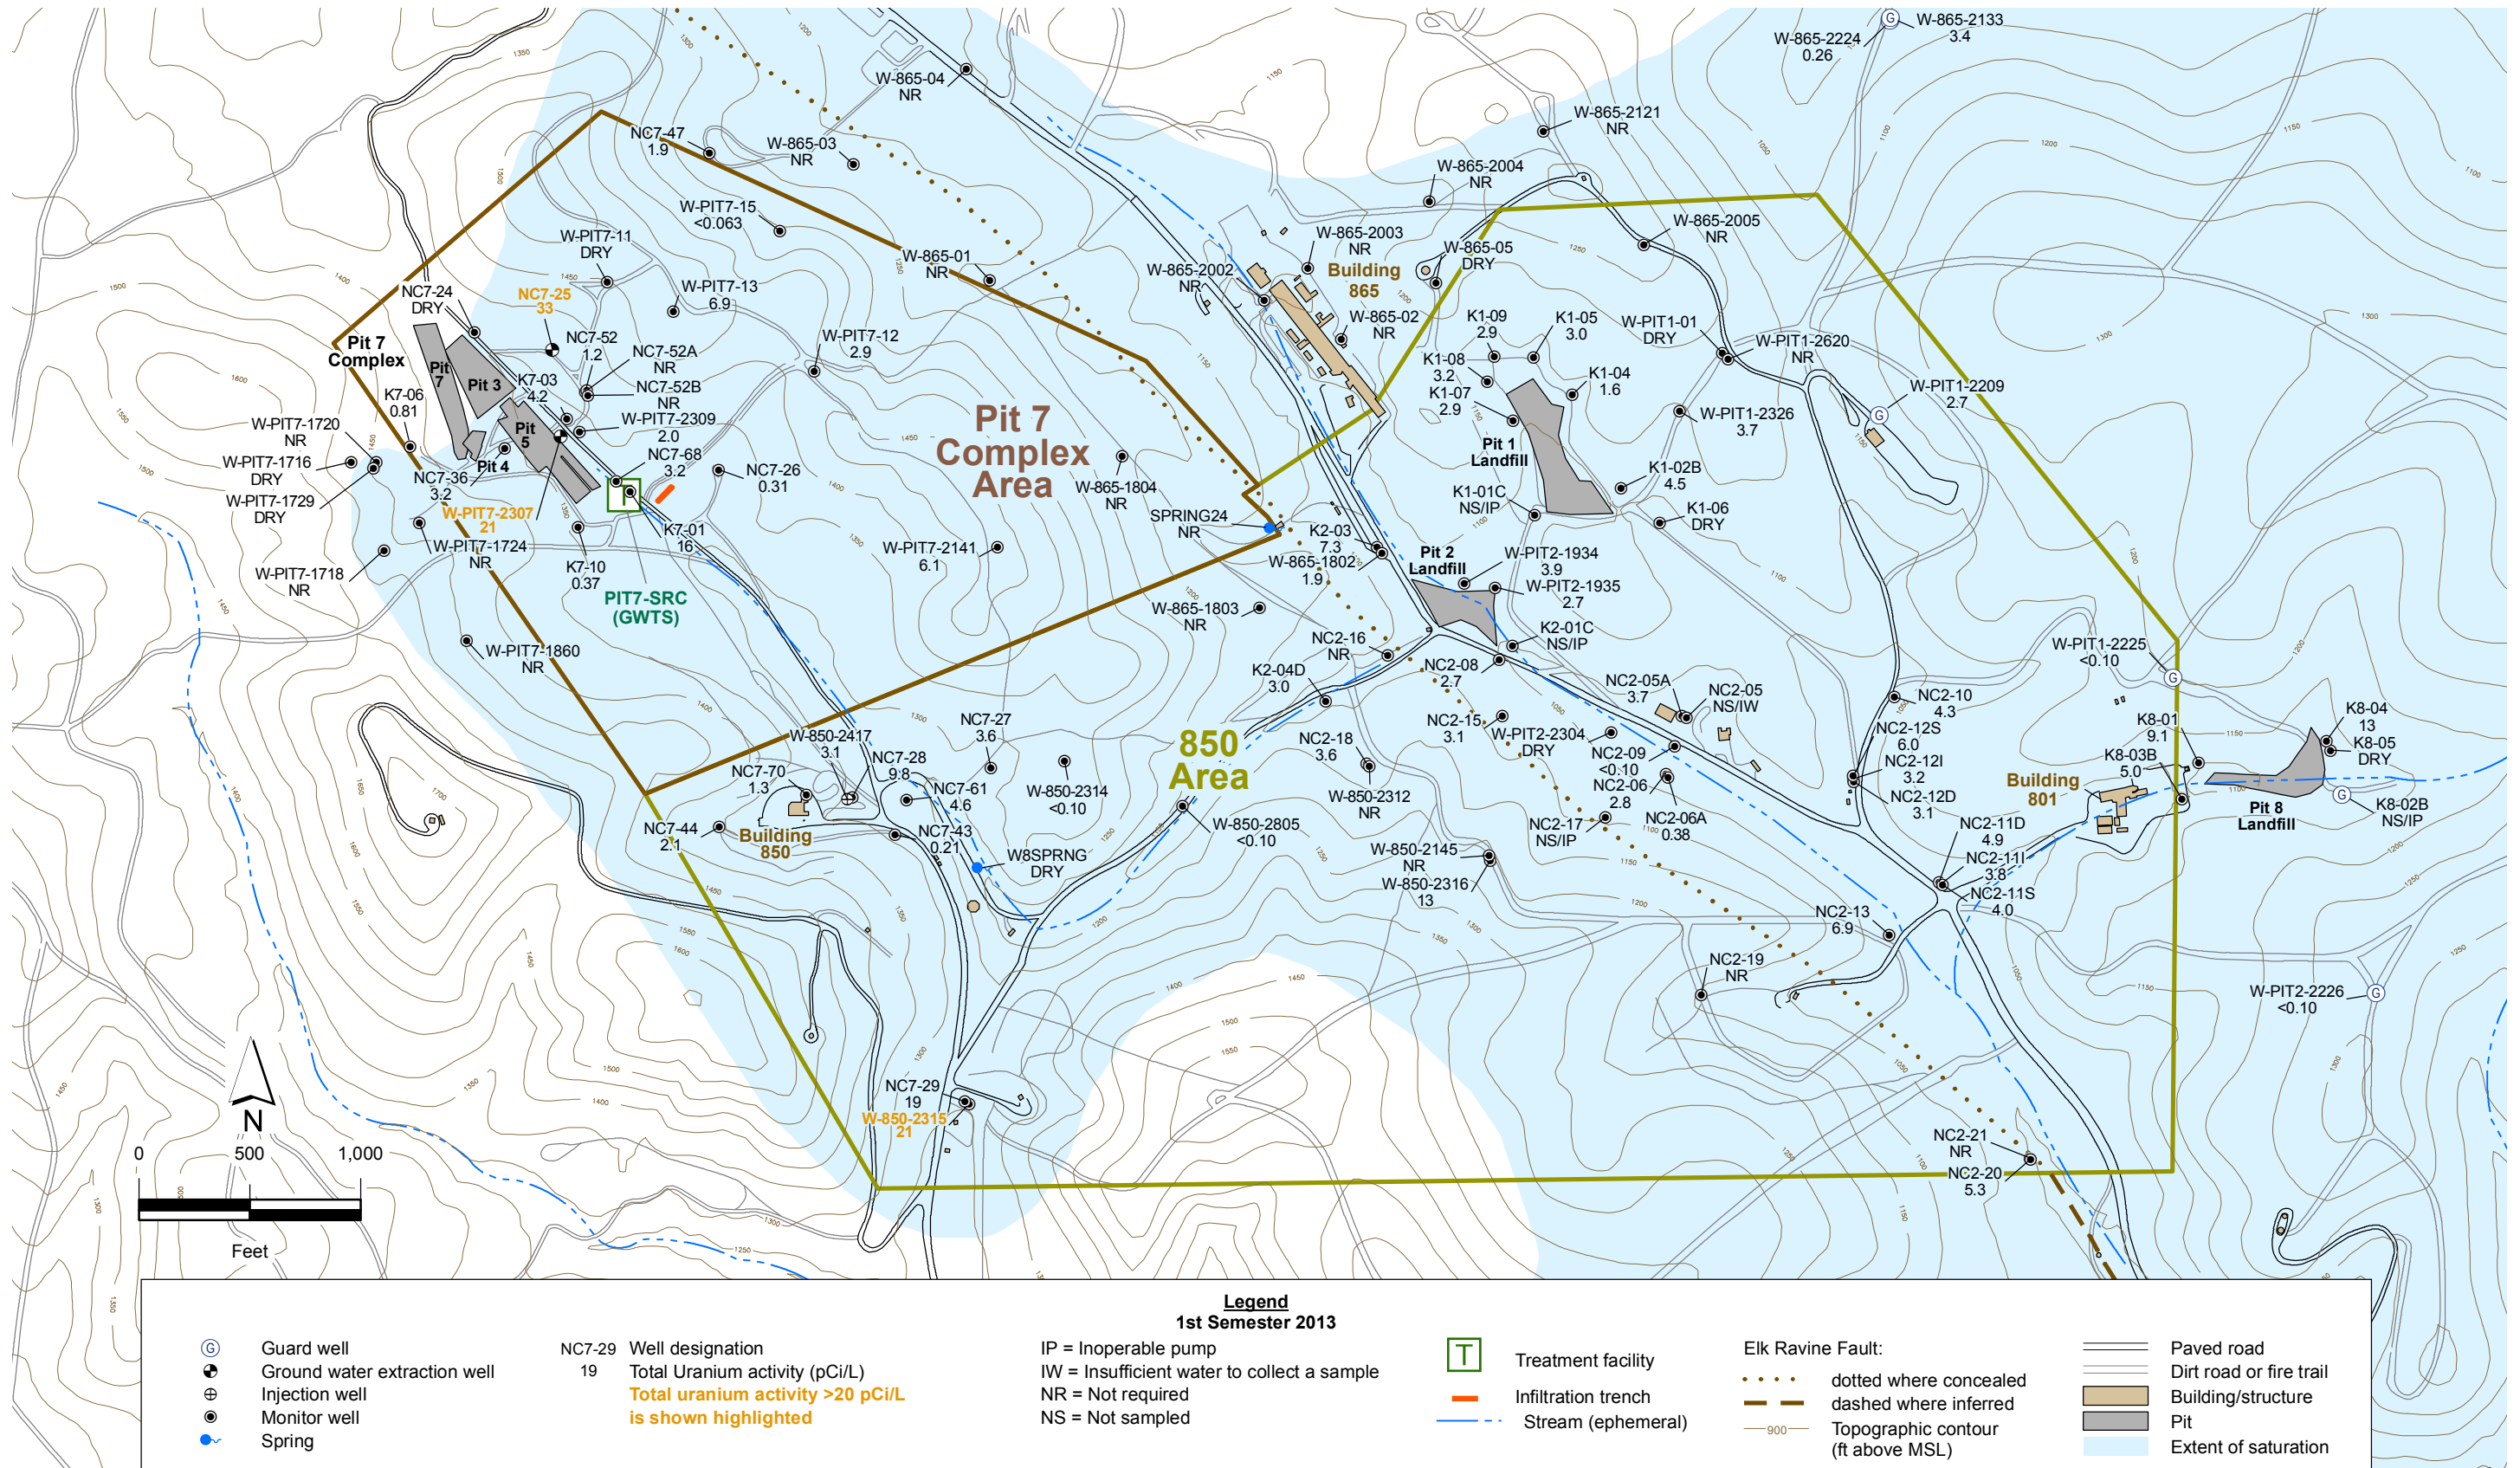 W-865-2133
3.4
W-865-2224
0.26
W-865-04
NR
W-865-2121
NR
NC7-47
1.9
W-865-03
NR
W-865-2004
NR
W-PIT7-15
<0.063
W-865-2005
NR
W-PIT7-11
DRY
W-865-01
NR
W-865-2003
NR
W-865-05
DRY
W-865-2002
NR
Building
865
NC7-24
DRY
NC7-25
33
W-PIT7-13
6.9
W-865-02
NR
K1-09
2.9
K1-05
3.0
W-PIT1-01
DRY
W-PIT1-2620
NR
Pit 7
Complex
NC7-52
1.2
NC7-52A
NR
NC7-52B
NR
W-PIT7-12
2.9
K1-08
3.2
K1-07
2.9
K1-04
1.6
W-PIT1-2209
2.7
Pit
7
Pit 3
K7-03
4.2
K7-06
0.81
W-PIT7-2309
2.0
W-PIT1-2326
3.7
W-PIT7-1720
NR
Pit
5
Pit 7
Complex
Area
Pit 1
Landfill
W-PIT7-1716
DRY
Pit 4
NC7-68
3.2
NC7-26
0.31
K1-02B
4.5
W-PIT7-1729
DRY
NC7-36
3.2
W-865-1804
NR
K1-01C
NS/IP
K1-06
DRY
W-PIT7-2307
21
T
SPRING24
NR
K7-01
16
K2-03
7.3
W-PIT7-1724
NR
W-PIT7-2141
6.1
W-865-1802
1.9
Pit 2
Landfill
W-PIT2-1934
3.9
W-PIT7-1718
NR
K7-10
0.37
W-PIT2-1935
2.7
PIT7-SRC
(GWTS)
W-865-1803
NR
W-PIT7-1860
NR
NC2-16
NR
K2-01C
NS/IP
W-PIT1-2225
<0.10
NC2-08
2.7
K2-04D
3.0
NC2-05A
3.7
NC2-05
NS/IW
NC2-10
4.3
W-850-2417
3.1
NC7-27
3.6
850
Area
NC2-15
3.1
W-PIT2-2304
DRY
NC2-12S
6.0
K8-01
9.1
K8-04
13
NC2-18
3.6
NC2-09
<0.10
NC2-12I
3.2
K8-03B
5.0
K8-05
DRY
NC7-28
9.8
NC7-70
1.3
NC7-61
4.6
W-850-2314
<0.10
W-850-2312
NR
NC2-06
2.8
NC2-12D
3.1
Building
801
Pit 8
Landfill
K8-02B
NS/IP
NC7-44
2.1
Building
850
NC7-43
0.21
W-850-2805
<0.10
NC2-17
NS/IP
NC2-06A
0.38
NC2-11D
4.9
W8SPRNG
DRY
W-850-2145
NR
NC2-11I
3.8
W-850-2316
13
NC2-11S
4.0
NC2-13
6.9
NC2-19
NR
W-PIT2-2226
<0.10
NC7-29
19
W-850-2315
21
NC2-21
NR
NC2-20
5.3
N
0 500 1,000
Feet
Legend
1st Semester 2013
G Guard well
Ground water extraction well
Injection well
Monitor well
Spring
NC7-29 Well designation
19 Total Uranium activity (pCi/L)
Total uranium activity >20 pCi/L
is shown highlighted
IP = Inoperable pump
IW = Insufficient water to collect a sample
NR = Not required
NS = Not sampled
T Treatment facility
Infiltration trench
Stream (ephemeral)
Elk Ravine Fault:
dotted where concealed
dashed where inferred
900 Topographic contour
(ft above MSL)
Paved road
Dirt road or fire trail
Building/structure
Pit
Extent of saturation